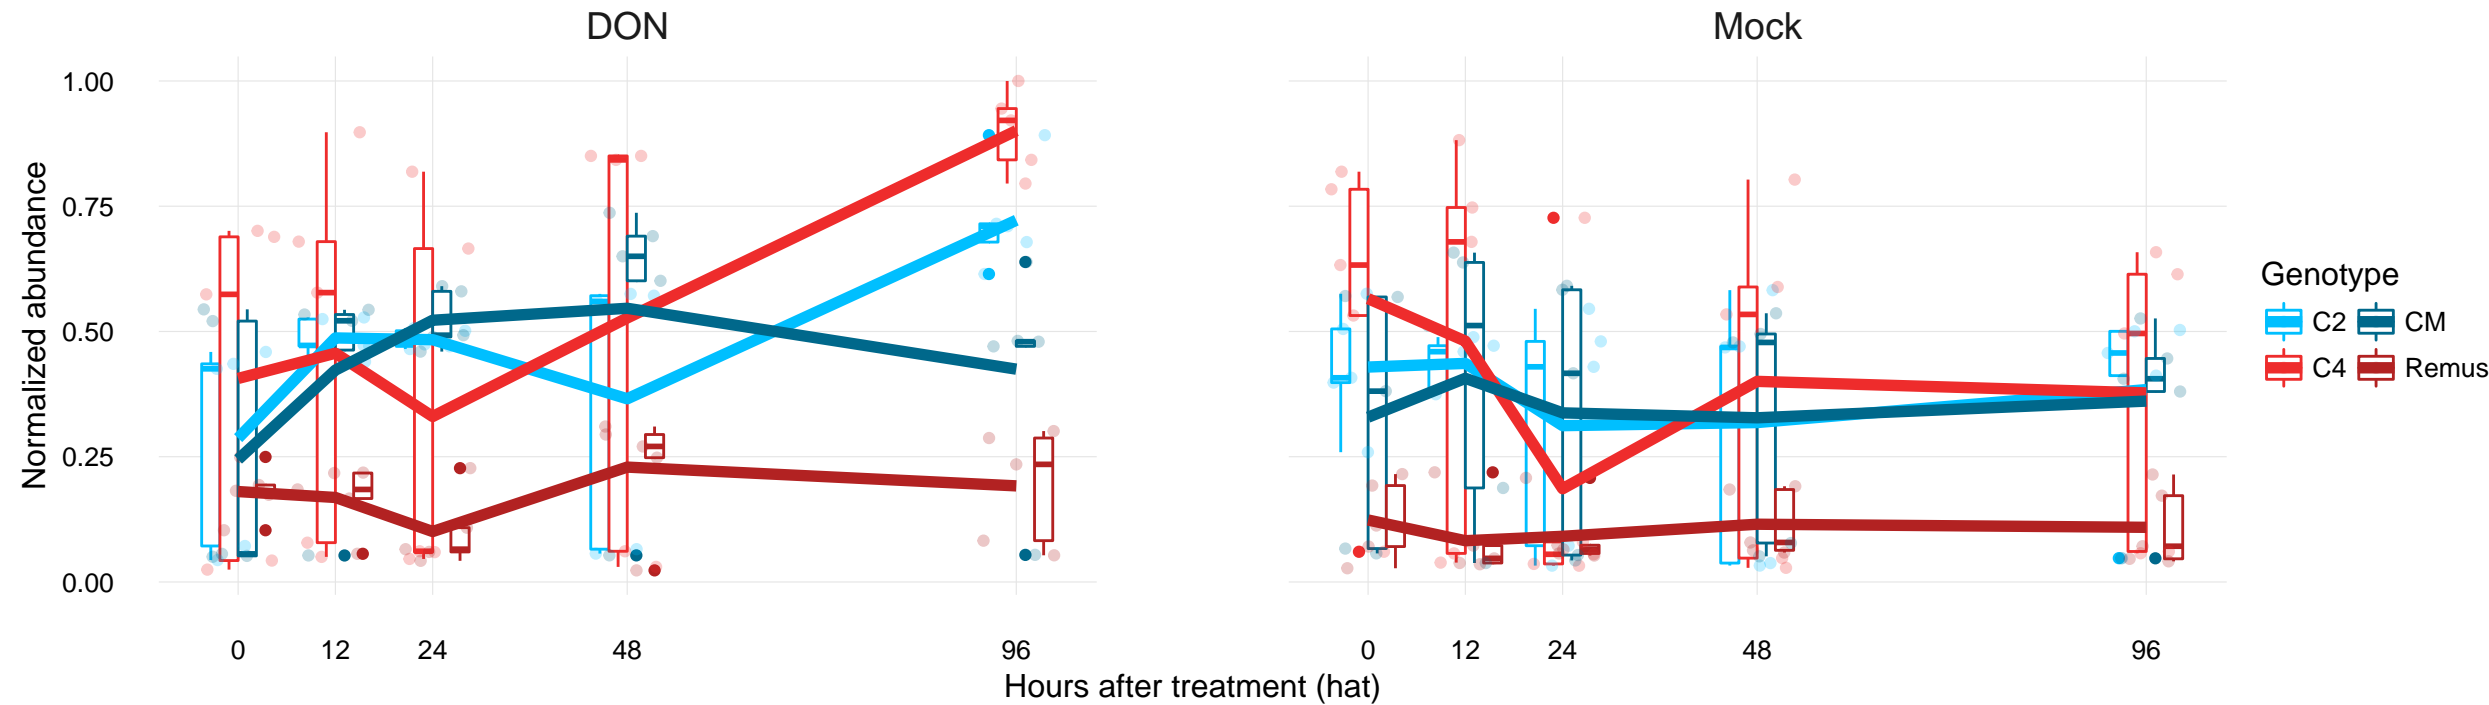 DON Mock
1.00
0.75
0.50
0.25
0.00
Normalized abundance
0 12 24 48 96 0 12 24 48 96
Hours after treatment (hat)
Genotype
C2 CM
C4 Remus